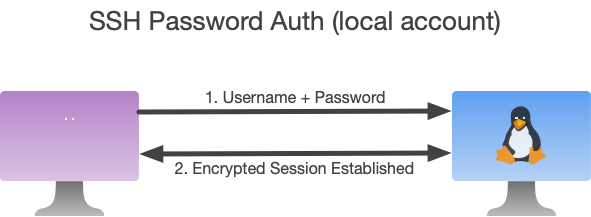 SSH Password Auth (local account)
1. Username + Password
2. Encrypted Session Established